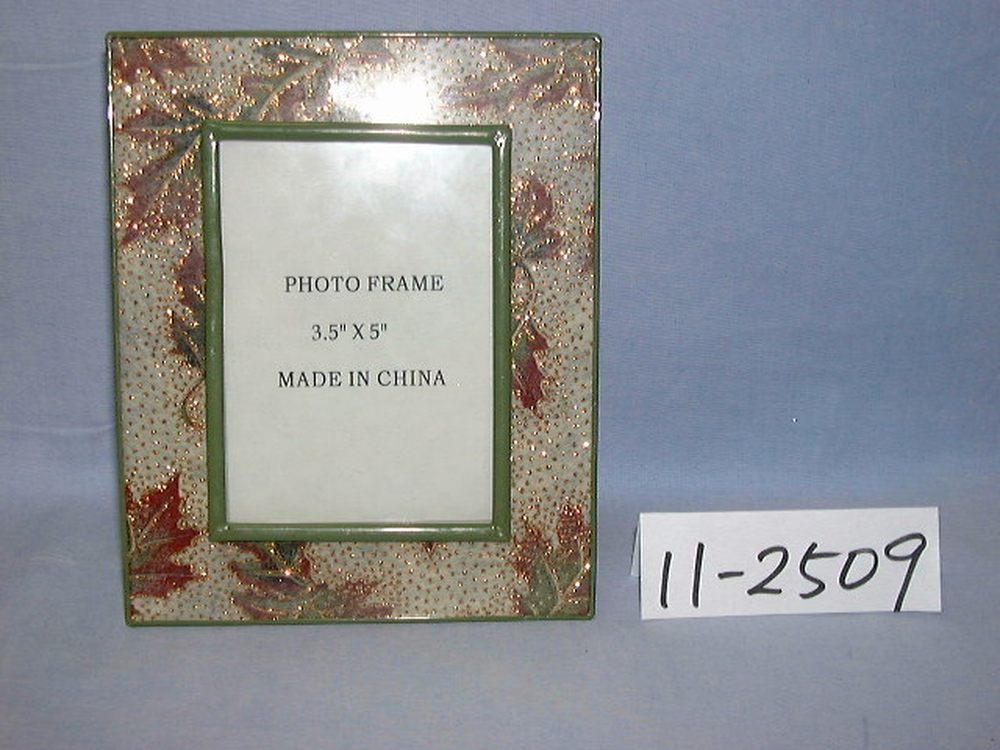 PHOTO FRAME
3.5" X 5"
MADE IN CHINA
11-2509